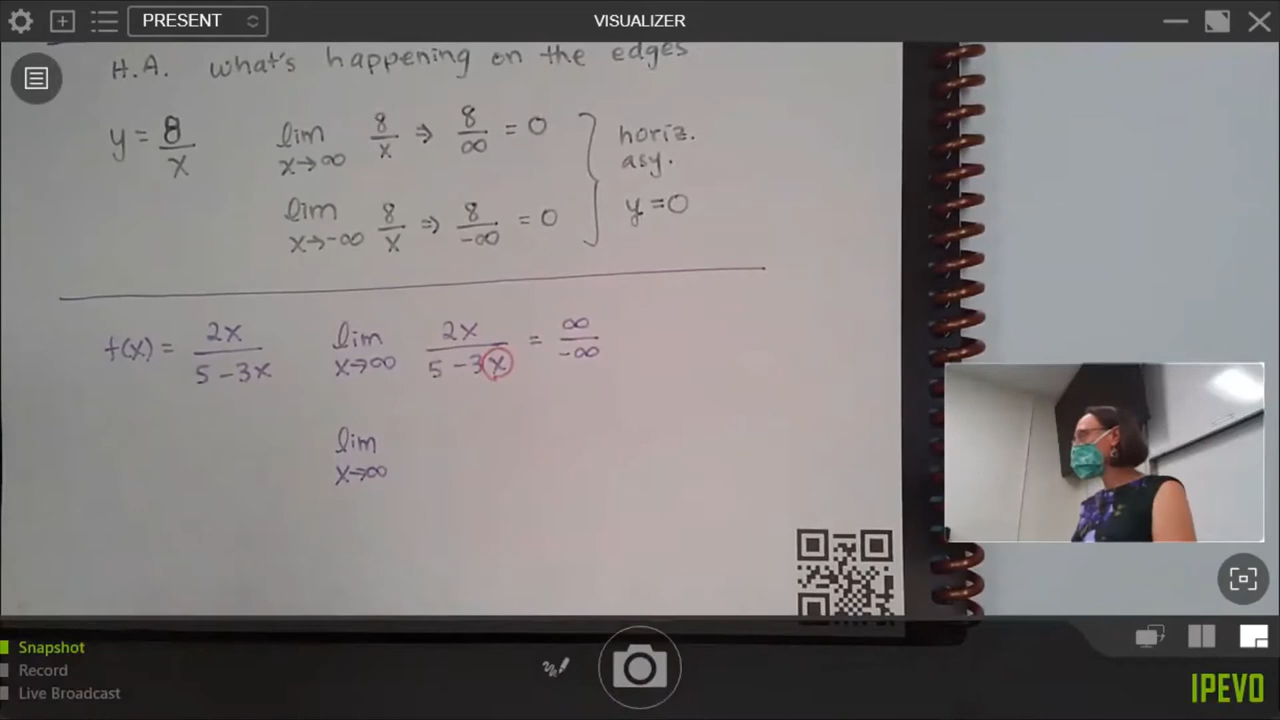 PRESENT
VISUALIZER
H.A. what's happening on the edges
y = 8/x lim x→∞ 8/x ⇒ 8/∞ = 0
lim x→-∞ 8/x ⇒ 8/-∞ = 0
horiz.
asy.
y = 0
f(x) = 2x/(5 - 3x) lim x→∞ 2x/(5 - 3x) = ∞/-∞
lim x→∞
Snapshot
Record
Live Broadcast
IPEVO